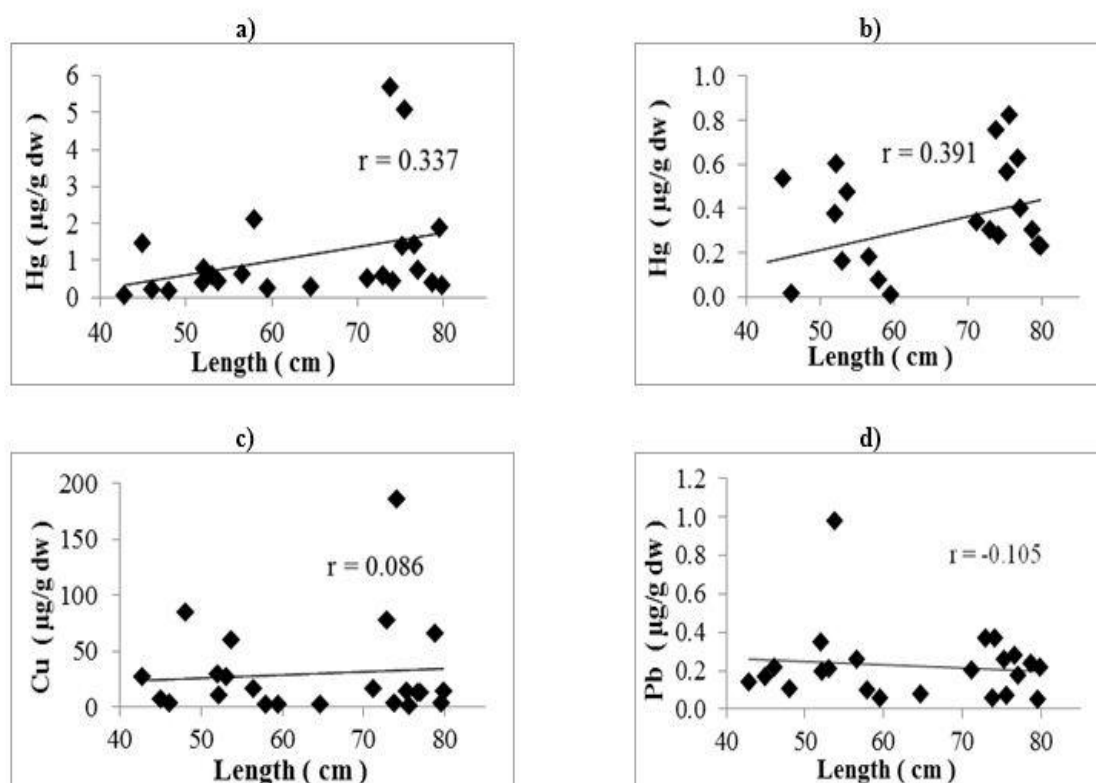 a)
Hg ( µg/g dw )
6
5
4
3
2
1
0
r = 0.337
40 50 60 70 80
Length ( cm )
b)
Hg ( µg/g dw )
1.0
0.8
0.6
0.4
0.2
0.0
r = 0.391
40 50 60 70 80
Length ( cm )
c)
Cu ( µg/g dw )
200
150
100
50
0
r = 0.086
40 50 60 70 80
Length ( cm )
d)
Pb ( µg/g dw )
1.2
1.0
0.8
0.6
0.4
0.2
0.0
r = -0.105
40 50 60 70 80
Length ( cm )